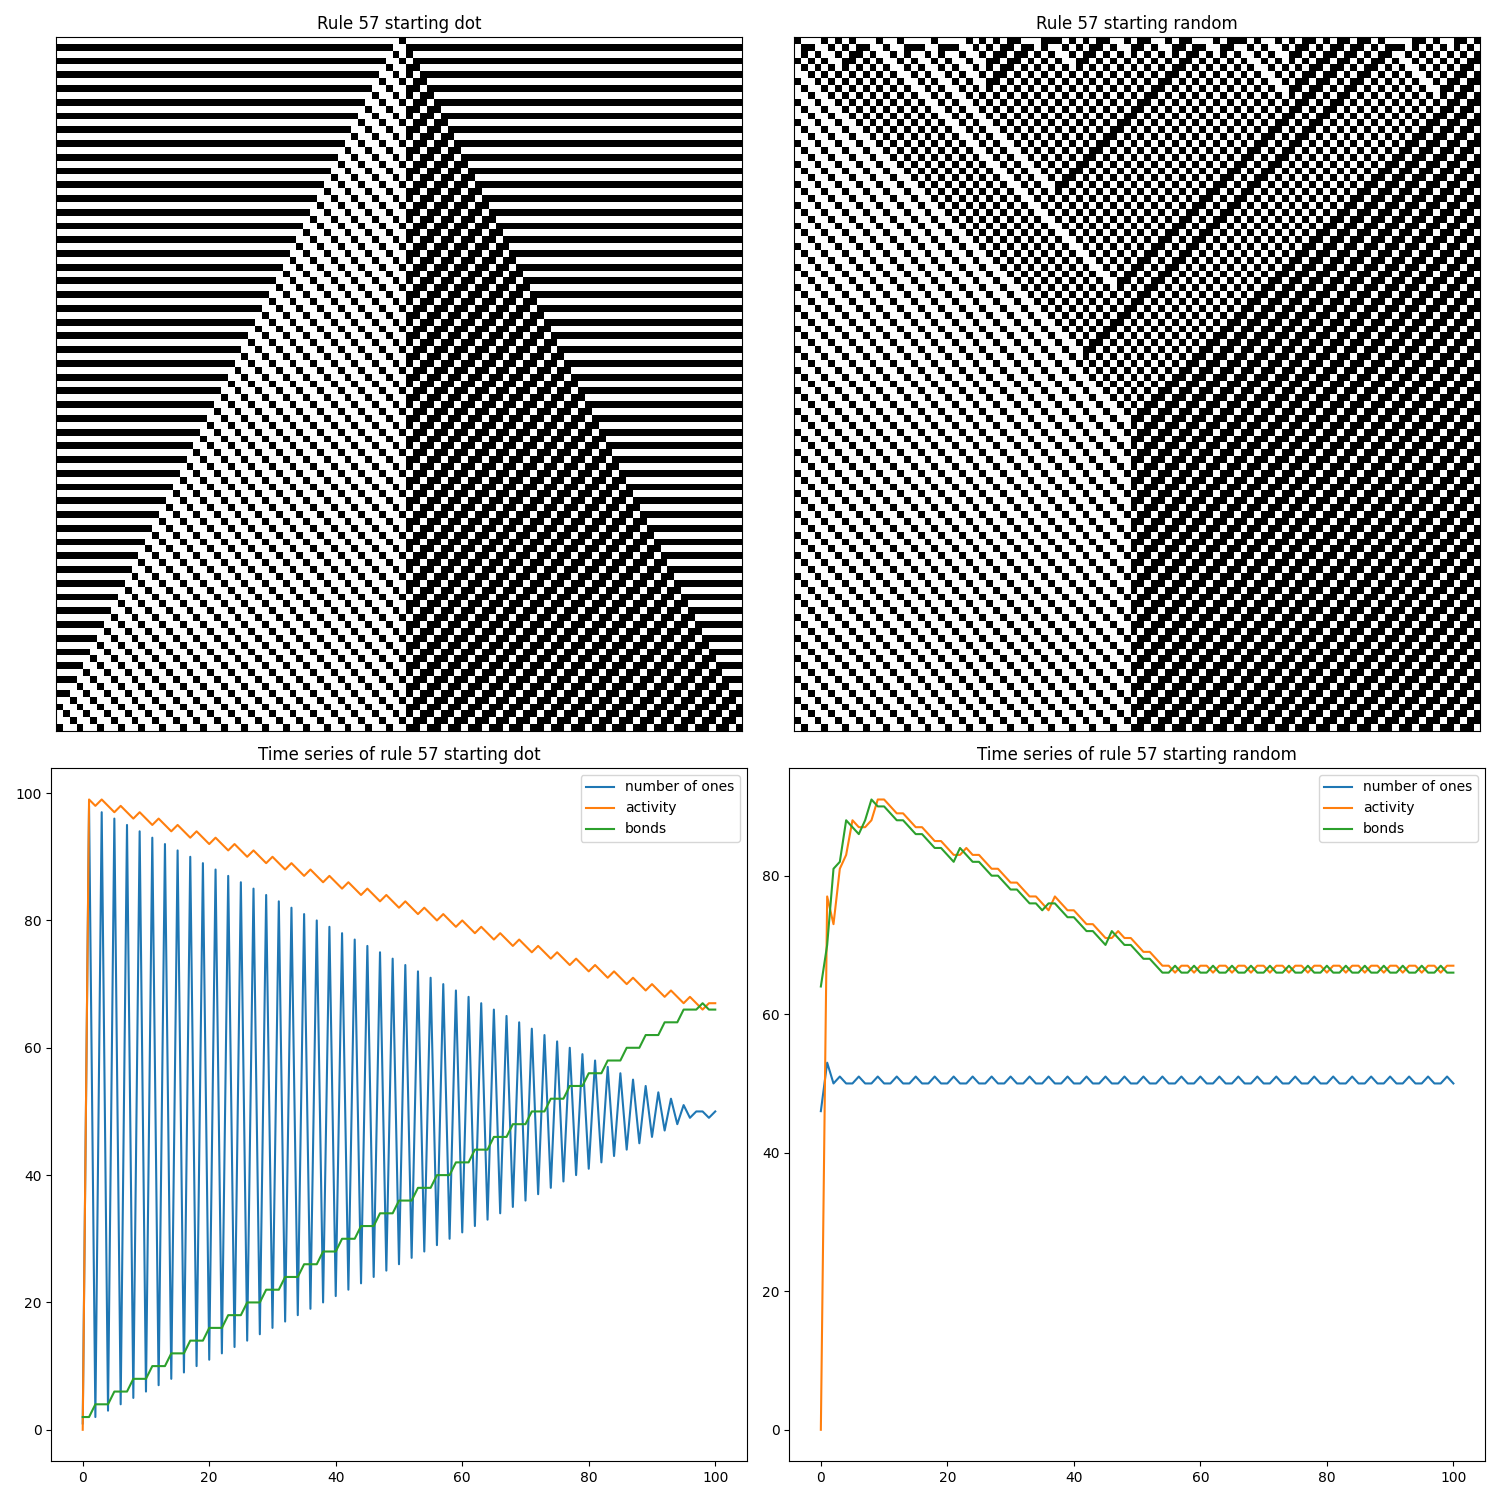 Rule 57 starting dot
Rule 57 starting random
Time series of rule 57 starting dot
number of ones
activity
bonds
100
80
60
40
20
0
0 20 40 60 80 100
Time series of rule 57 starting random
number of ones
activity
bonds
80
60
40
20
0
0 20 40 60 80 100